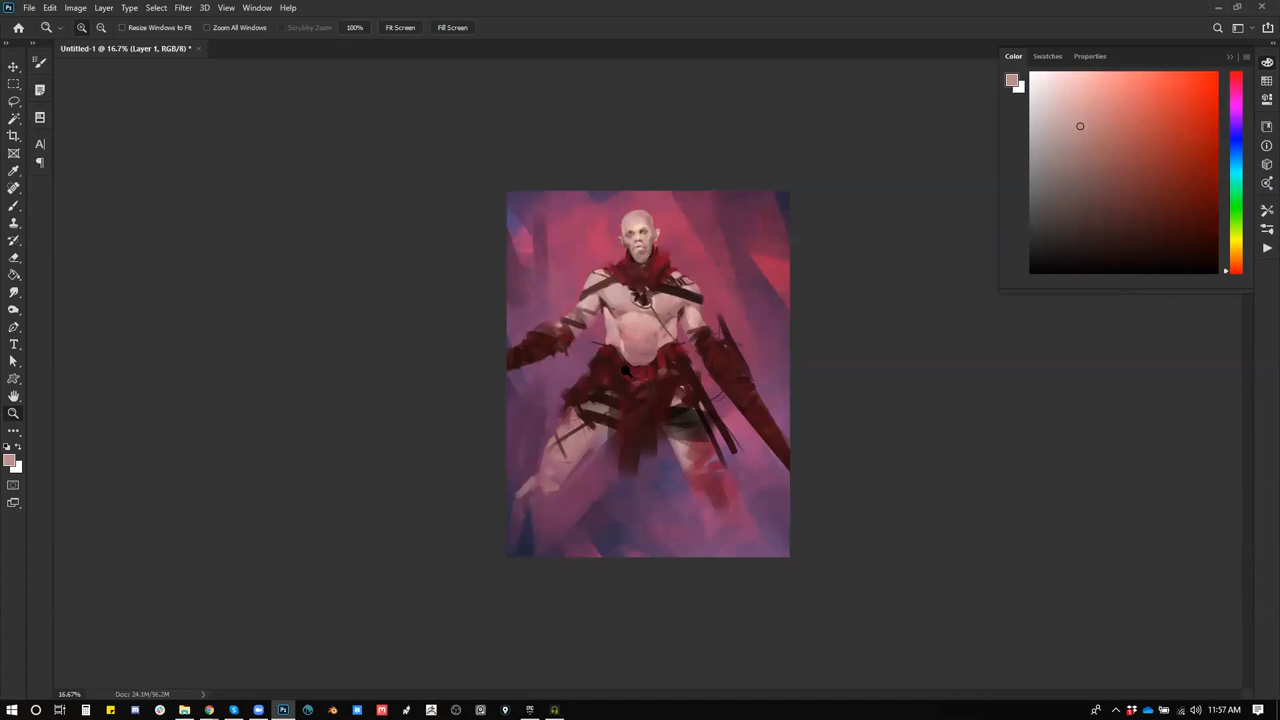 Ps File Edit Image Layer Type Select Filter 3D View Window Help
Resize Windows to Fit Zoom All Windows Scrubby Zoom 100% Fit Screen Fill Screen
Untitled-1 @ 16.7% (Layer 1, RGB/8) *
Color Swatches Properties
16.67% Doc: 24.1M/56.2M
11:57 AM